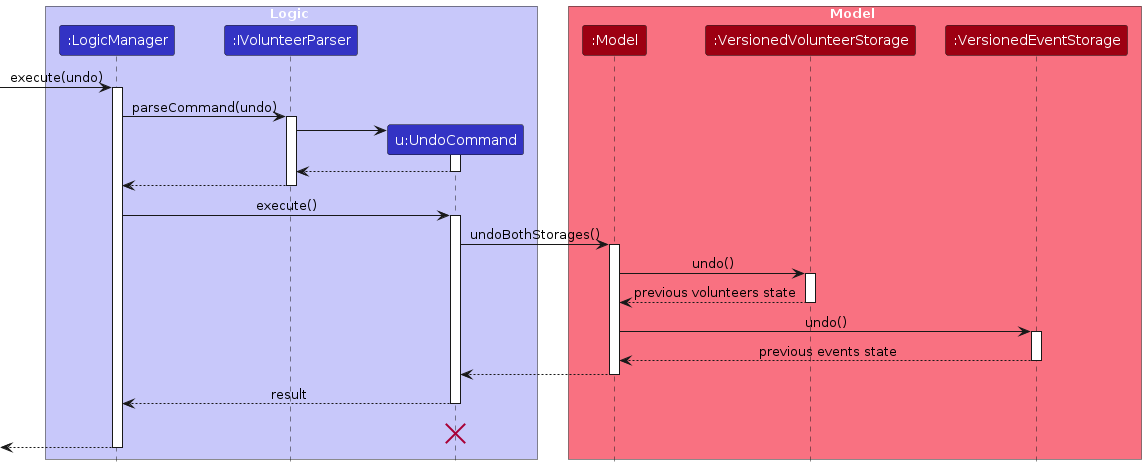 Logic
Model
:LogicManager
:IVolunteerParser
:Model
:VersionedVolunteerStorage
:VersionedEventStorage
execute(undo)
parseCommand(undo)
u:UndoCommand
execute()
undoBothStorages()
undo()
previous volunteers state
undo()
previous events state
result